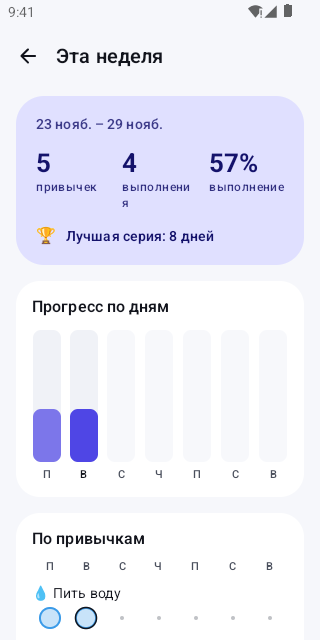 9:41
Эта неделя
23 нояб. – 29 нояб.
5 4 57%
привычек выполнени выполнение
я
🏆 Лучшая серия: 8 дней
Прогресс по дням
П В С Ч П С В
По привычкам
П В С Ч П С В
💧 Пить воду